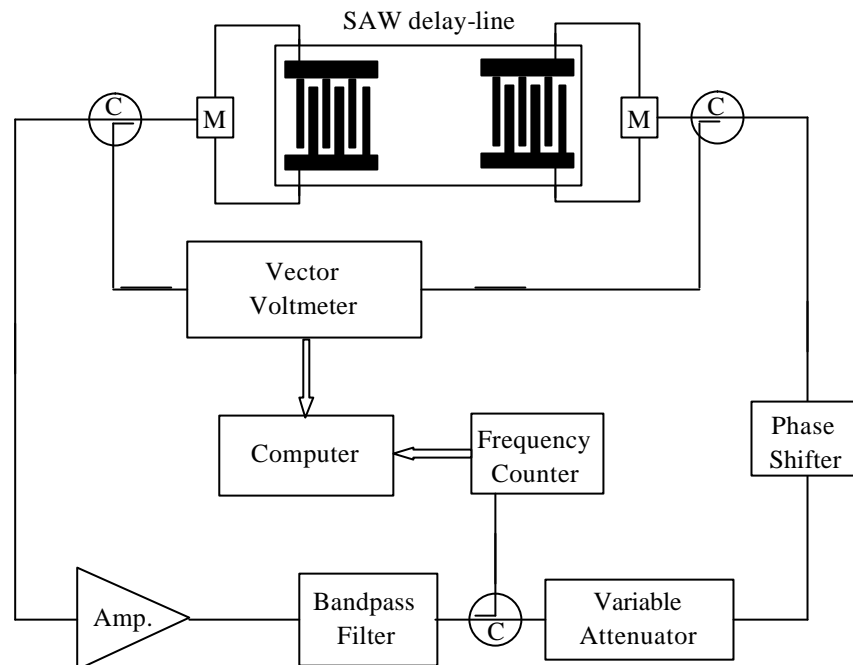 SAW delay-line
C
M
M
C
Vector
Voltmeter
Computer
Frequency
Counter
Phase
Shifter
Amp.
Bandpass
Filter
C
Variable
Attenuator